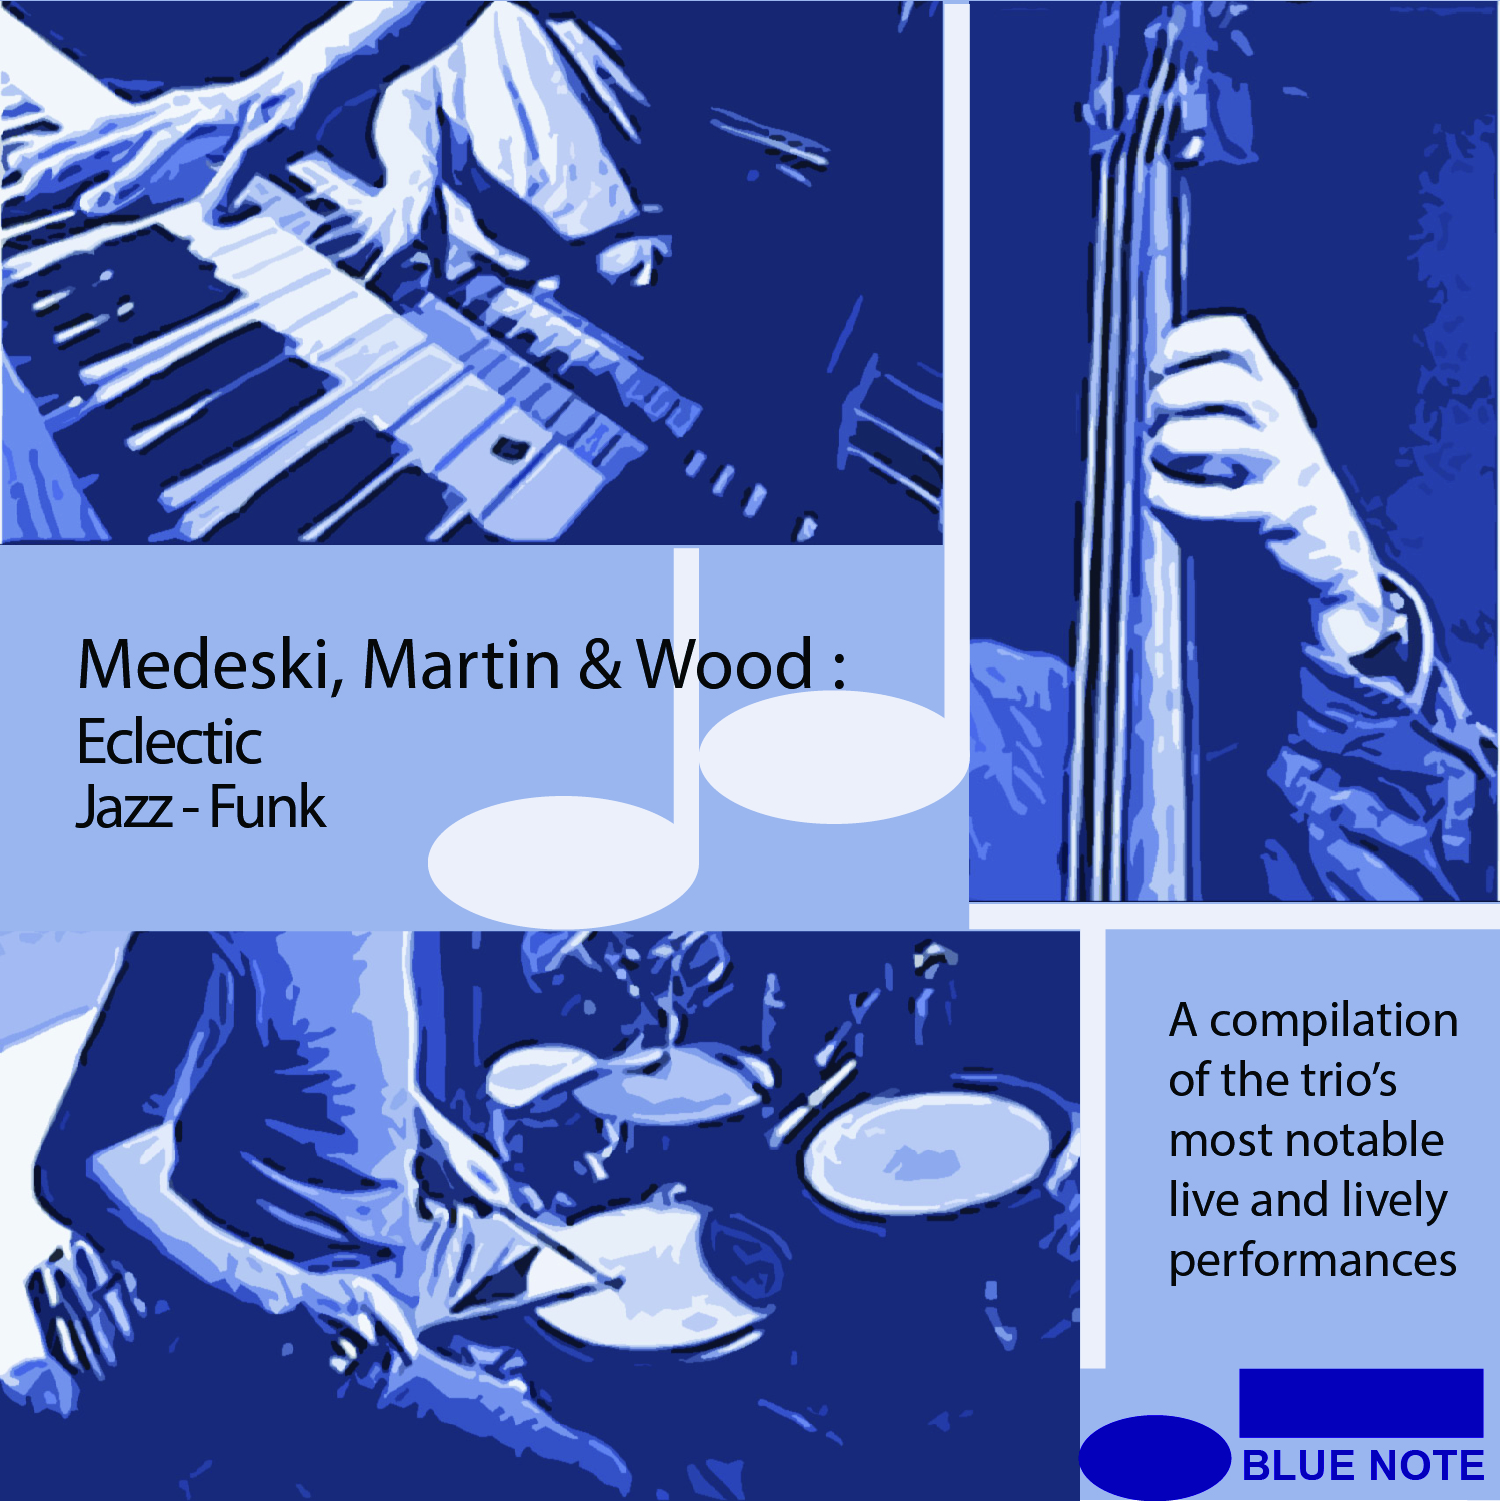 Medeski, Martin & Wood :
Eclectic
Jazz - Funk
A compilation
of the trio’s
most notable
live and lively
performances
BLUE NOTE